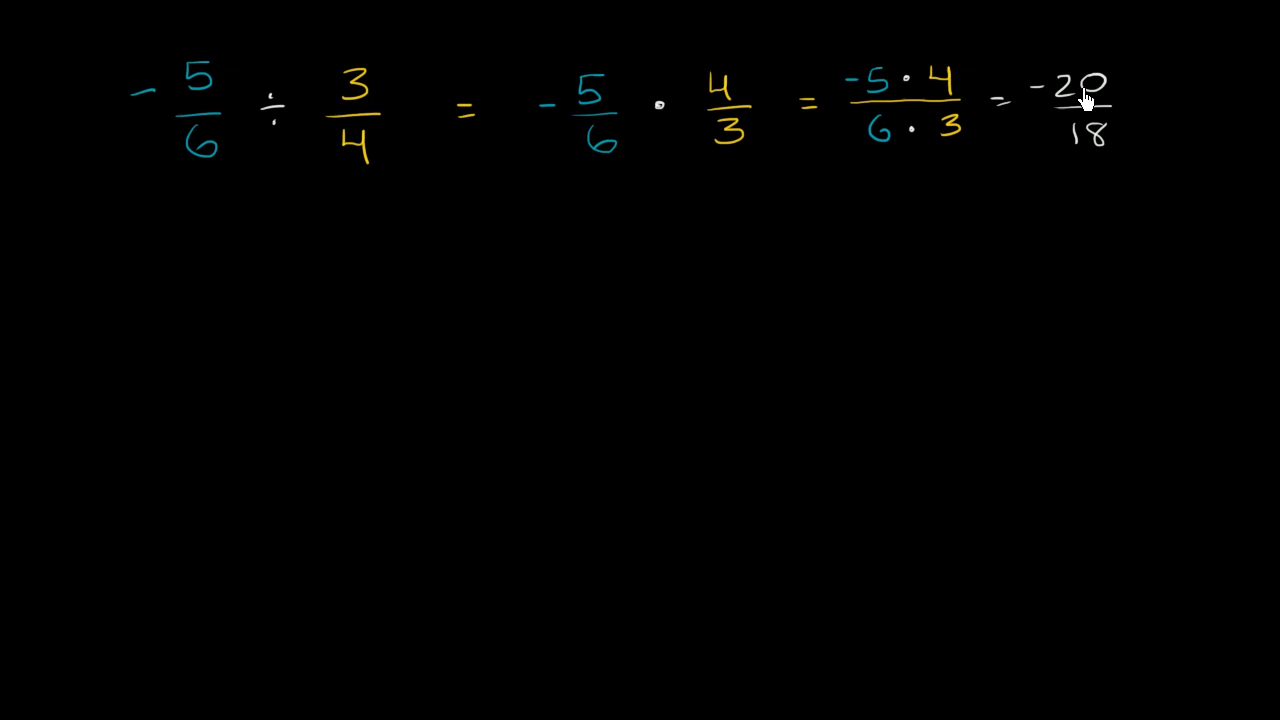 - 5/6 ÷ 3/4 = - 5/6 · 4/3 = -5 · 4/6 · 3 = -20/18